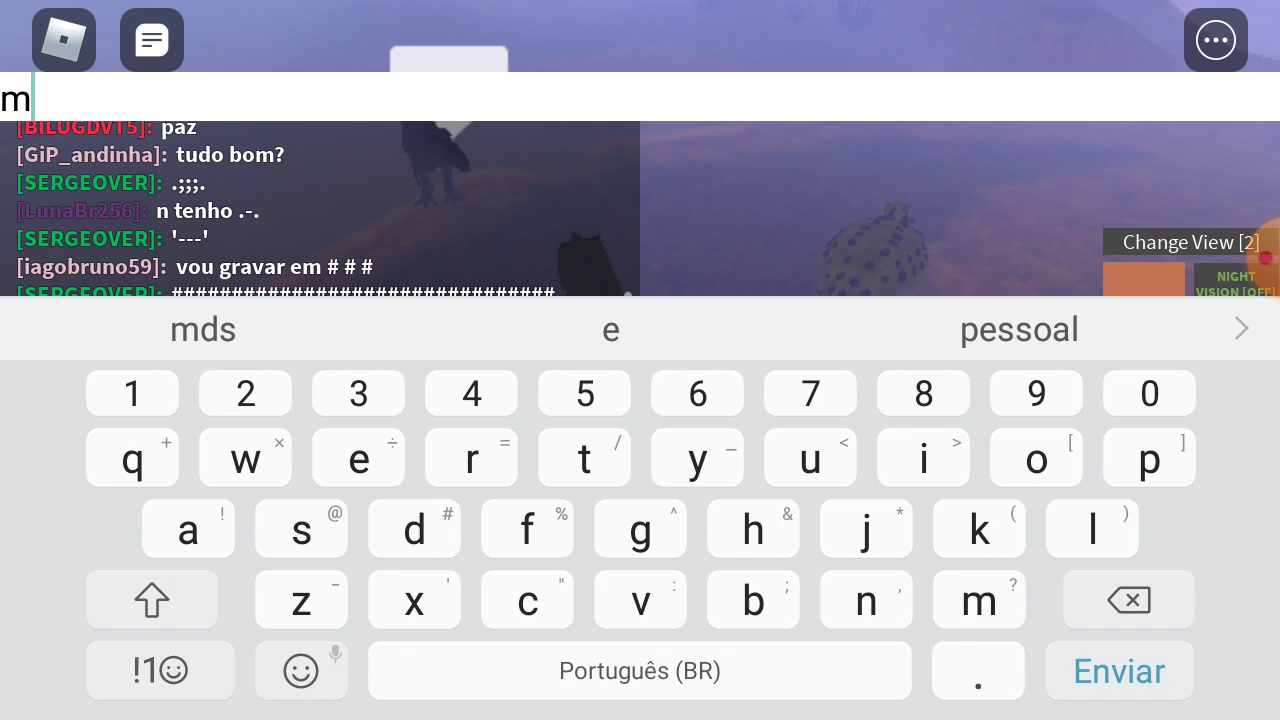 m
[BILUGDVT5]: paz
[GiP_andinha]: tudo bom?
[SERGEOVER]: .;;;.
[LunaBr256]: n tenho .-.
[SERGEOVER]: '---'
[iagobruno59]: vou gravar em # # #
[SERGEOVER]: ################################
Change View [2]
NIGHT
VISION [OFF]
mds e pessoal
1 2 3 4 5 6 7 8 9 0
q + w × e ÷ r = t / y _ u < i > o [ p ]
a ! s @ d # f % g ^ h & j * k ( l )
z - x ' c " v : b ; n , m ?
!1☺ Português (BR) . Enviar